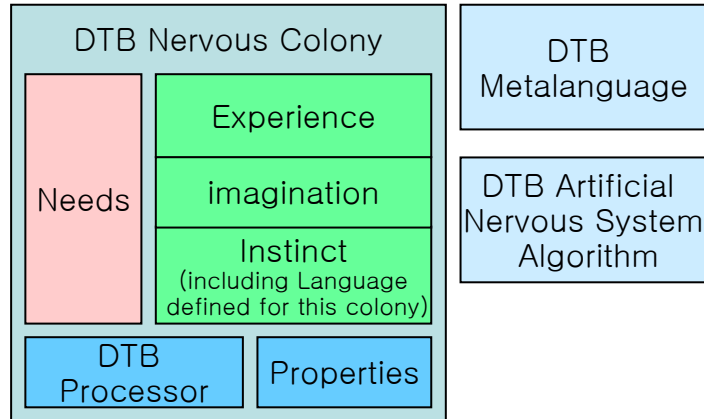 DTB Nervous Colony
Needs
Experience
imagination
Instinct
(including Language
defined for this colony)
DTB
Processor
Properties
DTB
Metalanguage
DTB Artificial
Nervous System
Algorithm